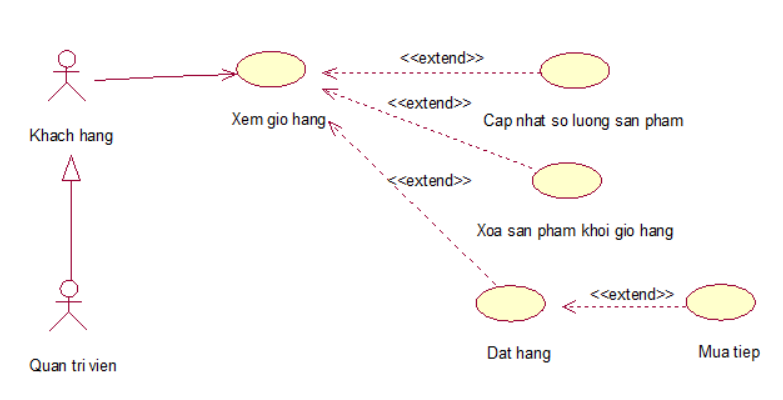 <<extend>>
<<extend>>
Xem gio hang
Cap nhat so luong san pham
Khach hang
<<extend>>
Xoa san pham khoi gio hang
<<extend>>
Dat hang
Mua tiep
Quan tri vien